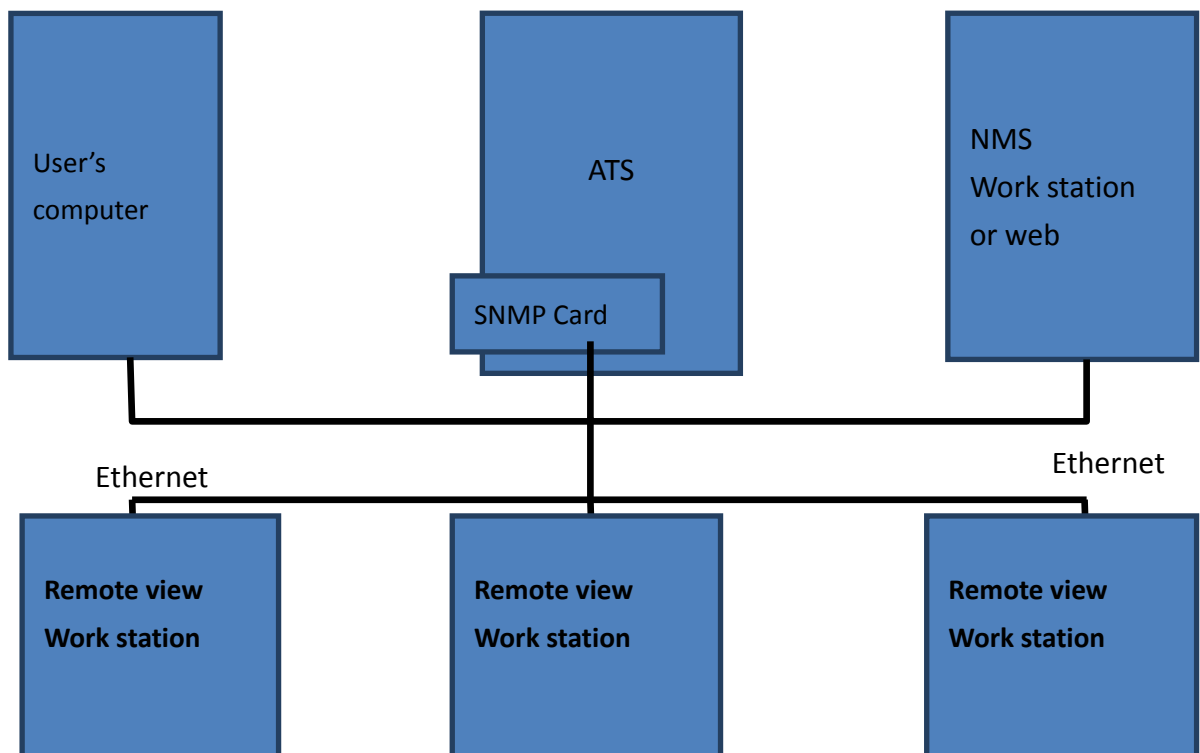 User’s
computer
ATS
SNMP Card
NMS
Work station
or web
Ethernet
Ethernet
Remote view
Work station
Remote view
Work station
Remote view
Work station